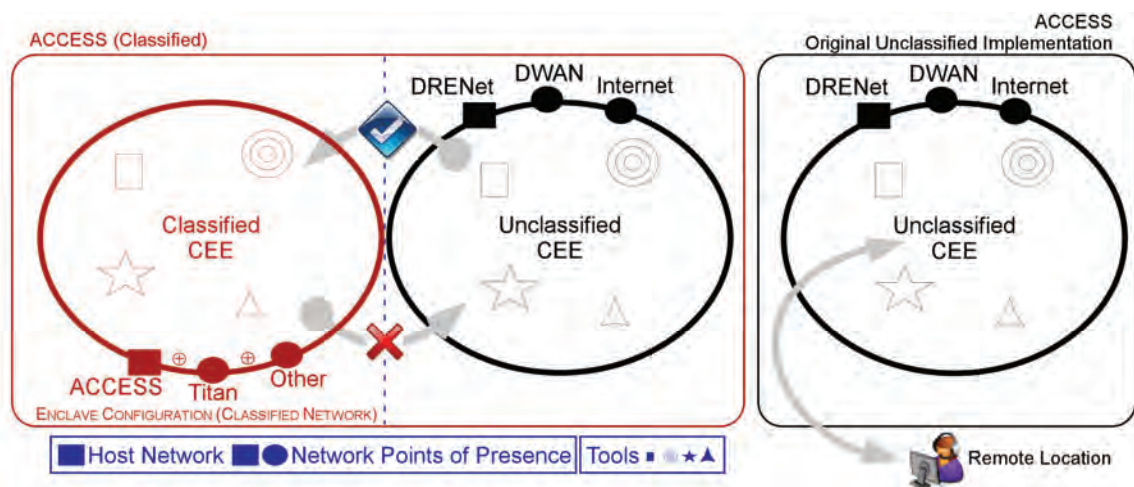 ACCESS (Classified)
ACCESS
Original Unclassified Implementation
DRENet
DWAN
Internet
Classified
CEE
Unclassified
CEE
ACCESS
Titan
Other
ENCLAVE CONFIGURATION (CLASSIFIED NETWORK)
DRENet
DWAN
Internet
Unclassified
CEE
Host Network
Network Points of Presence
Tools
Remote Location